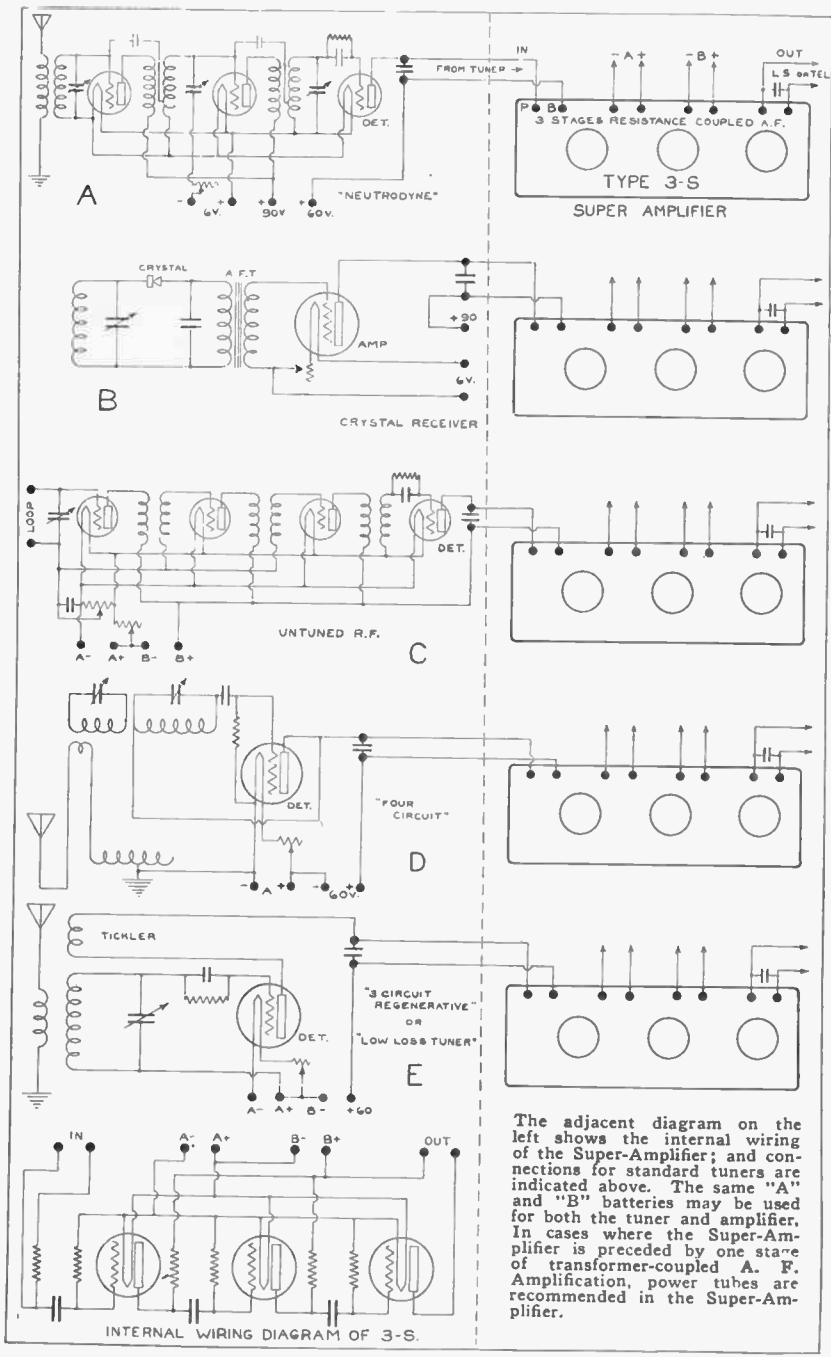 IN
FROM TUNER →
- A +
- B +
OUT
L S OR TEL
DET.
P B
3 STAGES RESISTANCE COUPLED A.F.
TYPE 3-S
SUPER AMPLIFIER
A
- 6V. + + 90V + 60V.
"NEUTRODYNE"
CRYSTAL
A.F.T
AMP
+90
6V.
B
CRYSTAL RECEIVER
LOOP
DET.
UNTUNED R.F.
C
A- A+ B- B+
DET.
"FOUR
CIRCUIT"
D
- A + - 60V. +
TICKLER
DET.
"3 CIRCUIT
REGENERATIVE"
OR
"LOW LOSS TUNER"
E
A- A+ B- +60
IN
A- A+ B- B+
OUT
INTERNAL WIRING DIAGRAM OF 3-S.
The adjacent diagram on the
left shows the internal wiring
of the Super-Amplifier; and con-
nections for standard tuners are
indicated above. The same "A"
and "B" batteries may be used
for both the tuner and amplifier.
In cases where the Super-Am-
plifier is preceded by one stage
of transformer-coupled A. F.
Amplification, power tubes are
recommended in the Super-Am-
plifier.